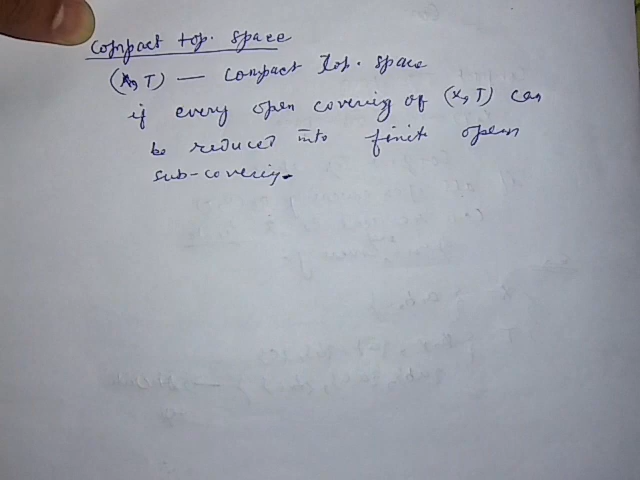 Compact top. space
(X, T) — Compact Top. space
if every open covering of (X, T) can
be reduced into finite open
sub-covering.